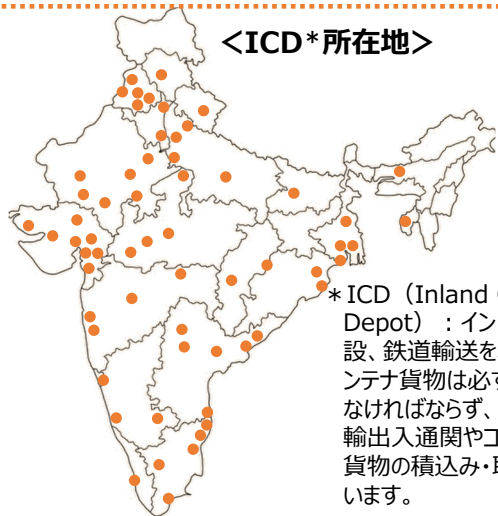 <ICD*所在地>
*ICD（Inland
Depot）：イン
設、鉄道輸送を
ンテナ貨物は必ず
なければならず、
輸出入通関やコ
貨物の積込み・取
います。